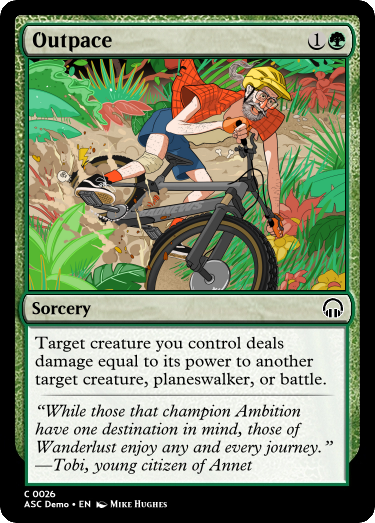 Outpace 1
Sorcery
Target creature you control deals
damage equal to its power to another
target creature, planeswalker, or battle.
“While those that champion Ambition
have one destination in mind, those of
Wanderlust enjoy any and every journey.”
—Tobi, young citizen of Annet
C 0026
ASC Demo • EN Mike Hughes